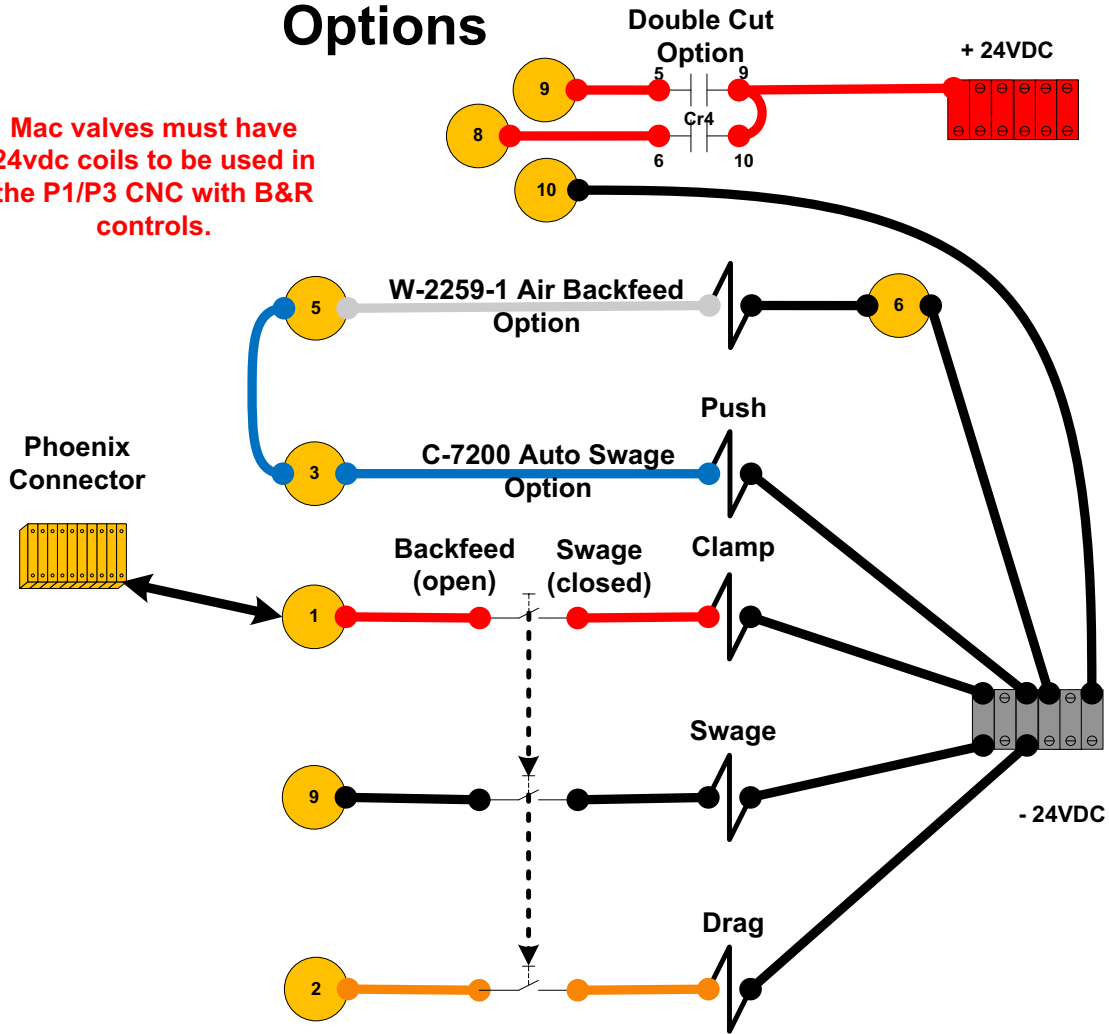 Options
Double Cut
Option
+ 24VDC
5
9
9
Cr4
8
6
10
10
Mac valves must have
24vdc coils to be used in
the P1/P3 CNC with B&R
controls.
5
W-2259-1 Air Backfeed
Option
6
Push
Phoenix
Connector
3
C-7200 Auto Swage
Option
Backfeed
(open)
Swage
(closed)
Clamp
1
Swage
9
- 24VDC
Drag
2